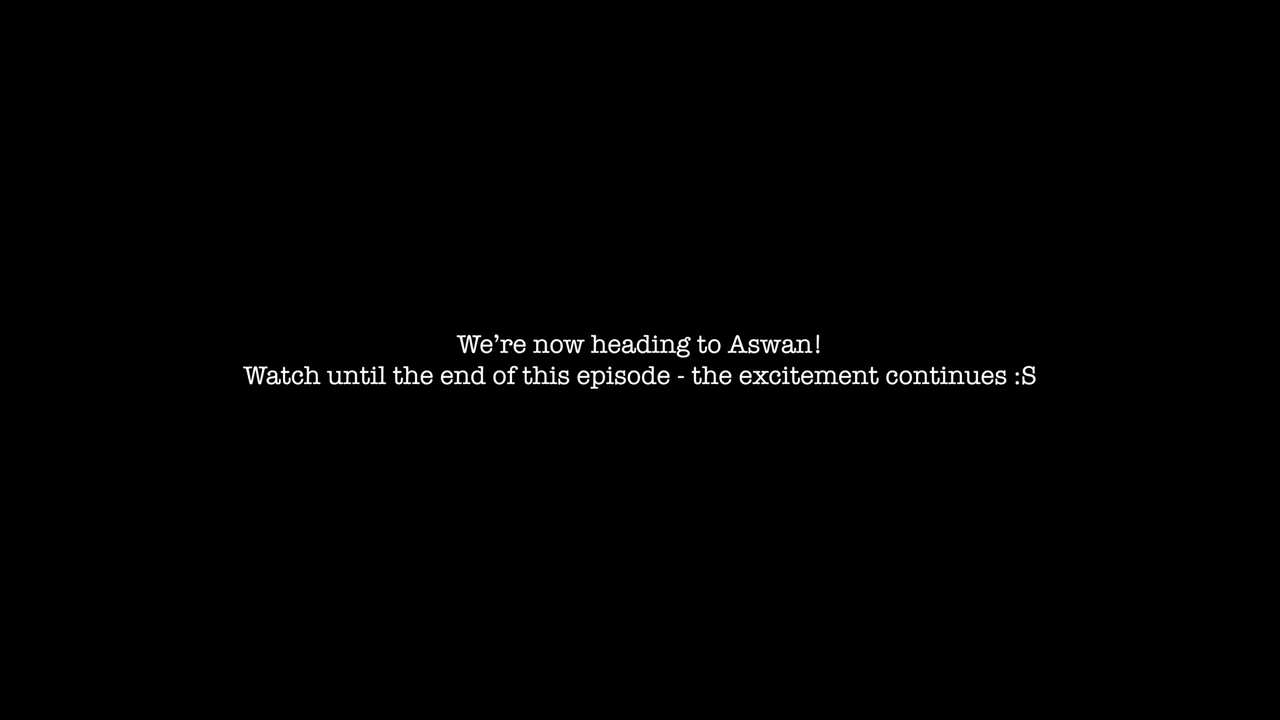 We’re now heading to Aswan!
Watch until the end of this episode - the excitement continues :S